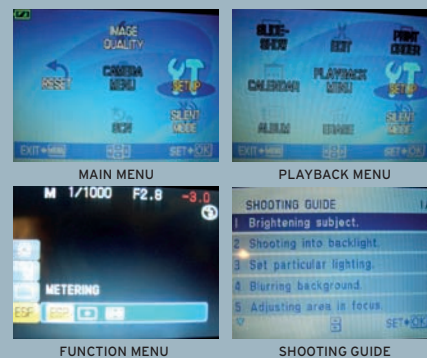 IMAGE
QUALITY
RESET
CAMERA
MENU
SETUP
SCN
SILENT
MODE
EXIT MENU
SET OK
MAIN MENU
SLIDE-
SHOW
EDIT
PRINT
ORDER
CALENDAR
PLAYBACK
MENU
SETUP
ALBUM
ERASE
SILENT
MODE
EXIT MENU
SET OK
PLAYBACK MENU
M 1/1000 F2.8 -3.0
METERING
ESP ESP
FUNCTION MENU
SHOOTING GUIDE 1/
1 Brightening subject.
2 Shooting into backlight.
3 Set particular lighting.
4 Blurring background.
5 Adjusting area in focus.
SET OK
SHOOTING GUIDE